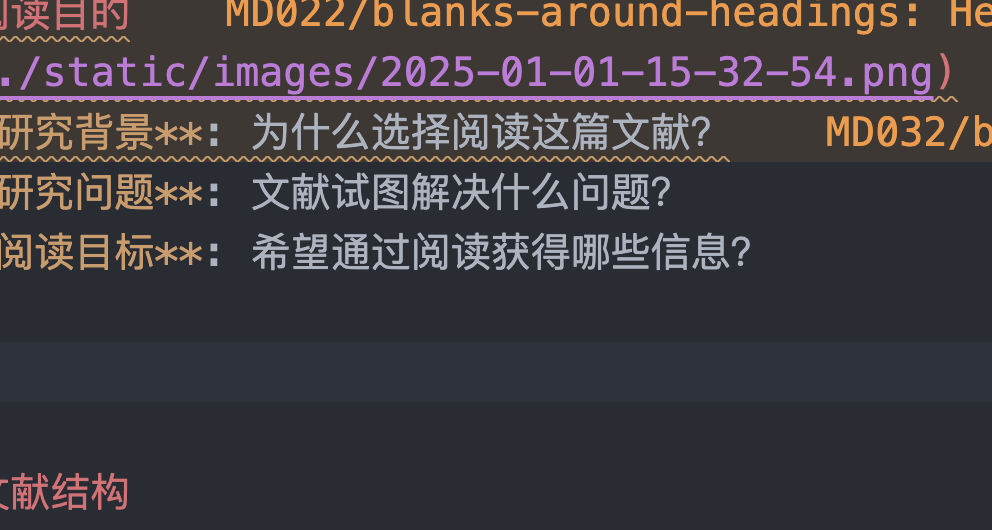 阅读目的 MD022/blanks-around-headings: He
./static/images/2025-01-01-15-32-54.png)
研究背景**: 为什么选择阅读这篇文献? MD032/b
研究问题**: 文献试图解决什么问题?
阅读目标**: 希望通过阅读获得哪些信息?
文献结构